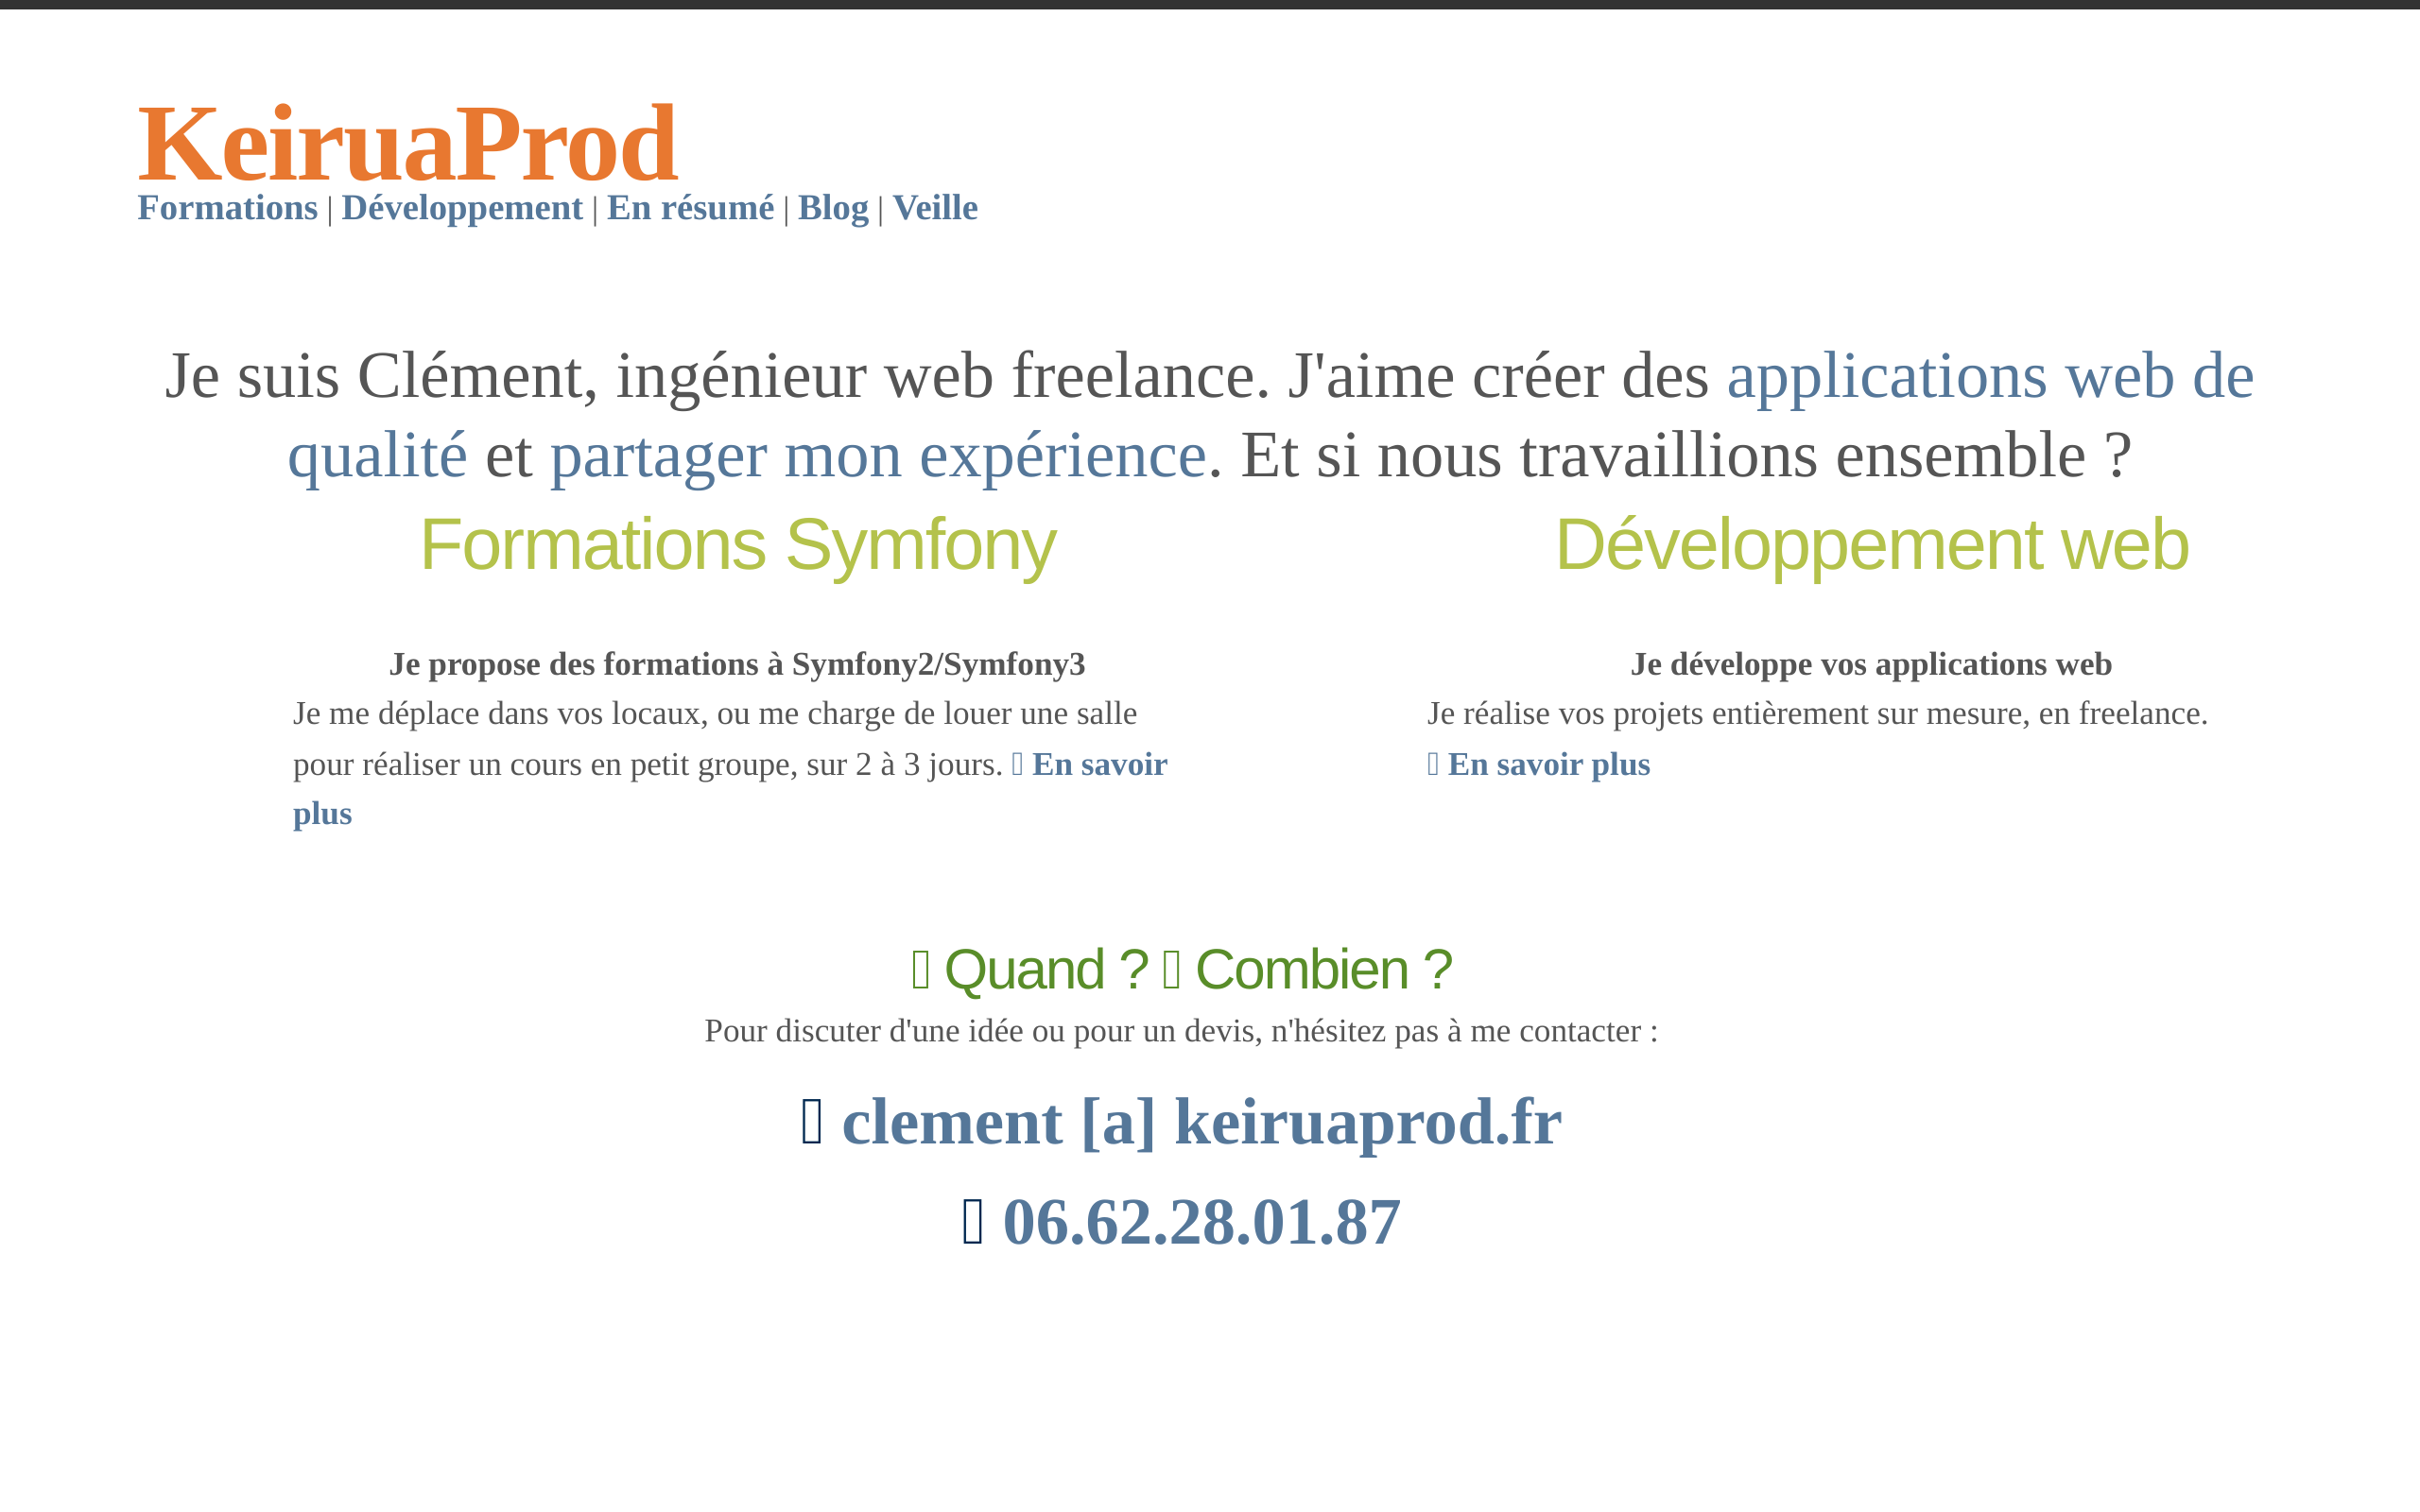 KeiruaProd
Formations | Développement | En résumé | Blog | Veille
Je suis Clément, ingénieur web freelance. J'aime créer des applications web de
qualité et partager mon expérience. Et si nous travaillions ensemble ?
Formations Symfony
Je propose des formations à Symfony2/Symfony3
Je me déplace dans vos locaux, ou me charge de louer une salle
pour réaliser un cours en petit groupe, sur 2 à 3 jours. En savoir
plus
Développement web
Je développe vos applications web
Je réalise vos projets entièrement sur mesure, en freelance.
En savoir plus
Quand ? Combien ?
Pour discuter d'une idée ou pour un devis, n'hésitez pas à me contacter :
clement [a] keiruaprod.fr
06.62.28.01.87